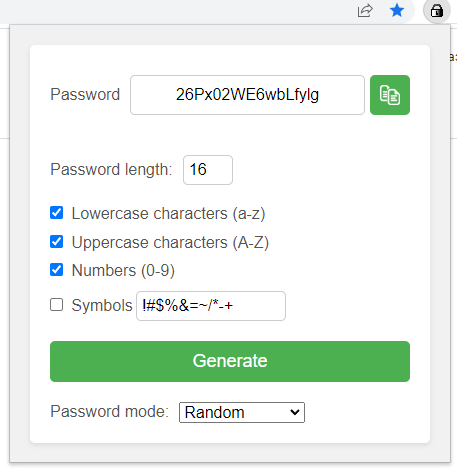 Password 26Px02WE6wbLfylg
Password length: 16
Lowercase characters (a-z)
Uppercase characters (A-Z)
Numbers (0-9)
Symbols !#$%&=~/*-+
Generate
Password mode: Random